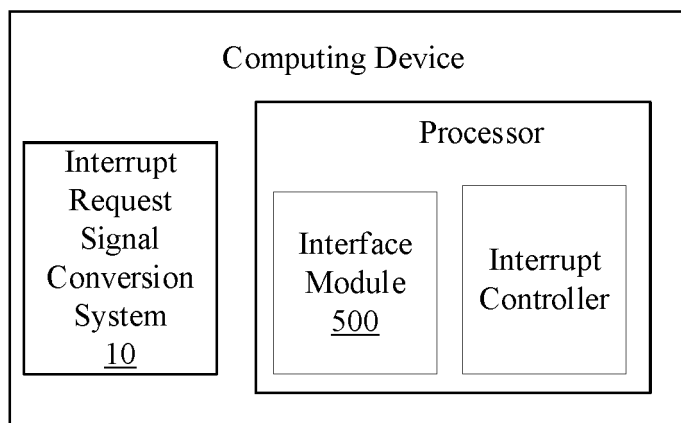 Computing Device
Interrupt
Request
Signal
Conversion
System
10
Processor
Interface
Module
500
Interrupt
Controller